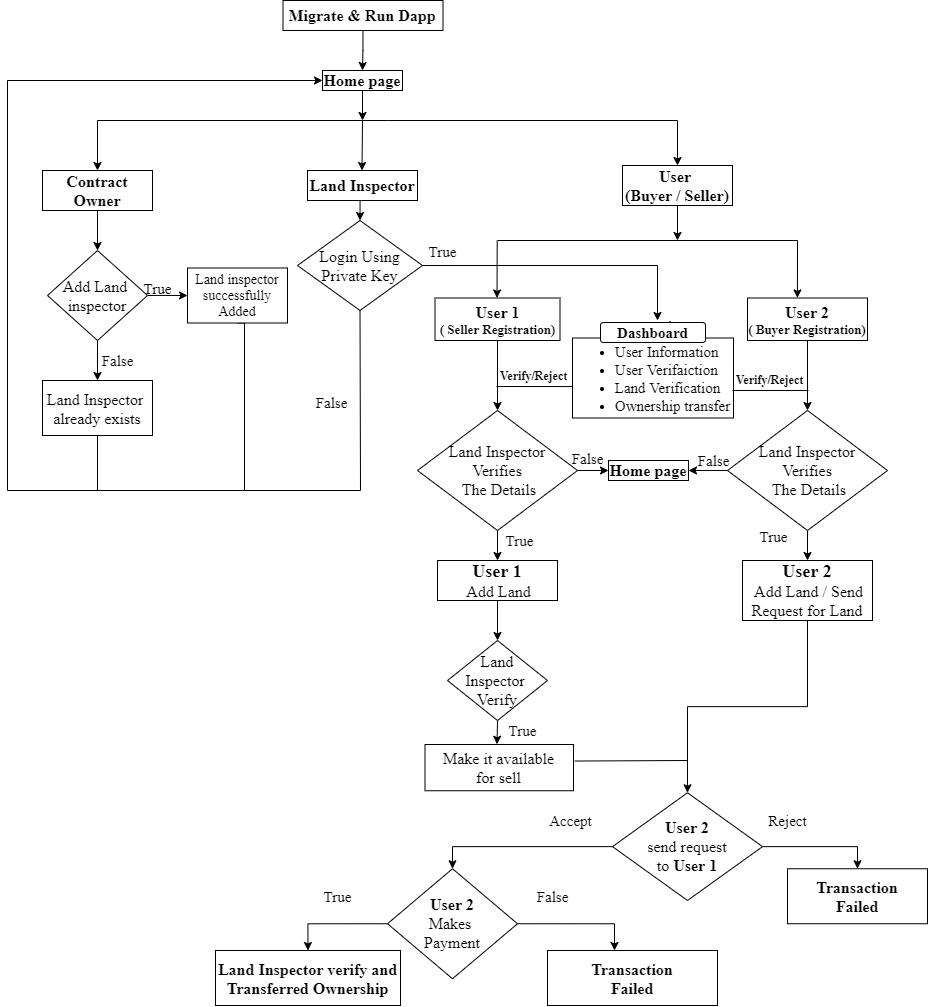 Migrate & Run Dapp
Home page
Contract
Owner
Land Inspector
User
(Buyer / Seller)
Login Using
Private Key
True
Add Land
inspector
True
Land inspector
successfully
Added
False
Land Inspector
already exists
False
User 1
( Seller Registration)
Dashboard
User Information
User Verifaiction
Land Verification
Ownership transfer
User 2
( Buyer Registration)
Verify/Reject
Verify/Reject
Land Inspector
Verifies
The Details
False
Home page
False
Land Inspector
Verifies
The Details
True
True
User 1
Add Land
User 2
Add Land / Send
Request for Land
Land
Inspector
Verify
True
Make it available
for sell
Accept
User 2
send request
to User 1
Reject
Transaction
Failed
True
User 2
Makes
Payment
False
Land Inspector verify and
Transferred Ownership
Transaction
Failed